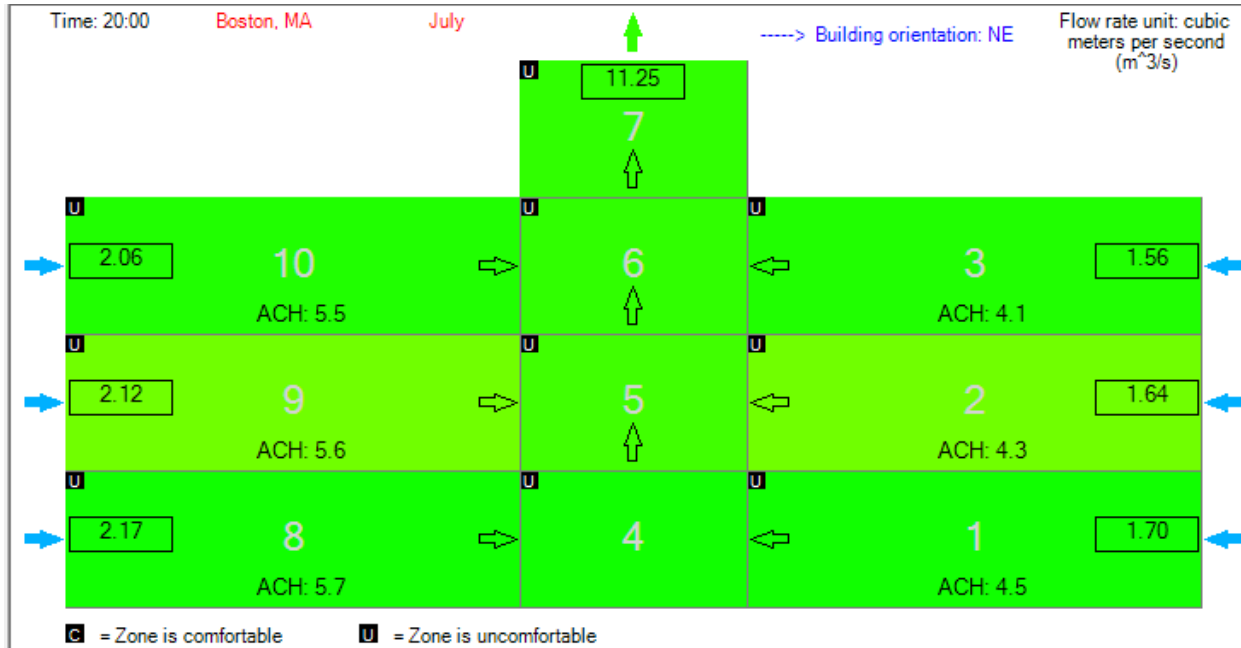 Time: 20:00 Boston, MA July -----> Building orientation: NE Flow rate unit: cubic
meters per second
(m^3/s)
U 11.25
7
U U U
2.06 10 6 3 1.56
ACH: 5.5 ACH: 4.1
U U U
2.12 9 5 2 1.64
ACH: 5.6 ACH: 4.3
U U U
2.17 8 4 1 1.70
ACH: 5.7 ACH: 4.5
C = Zone is comfortable U = Zone is uncomfortable